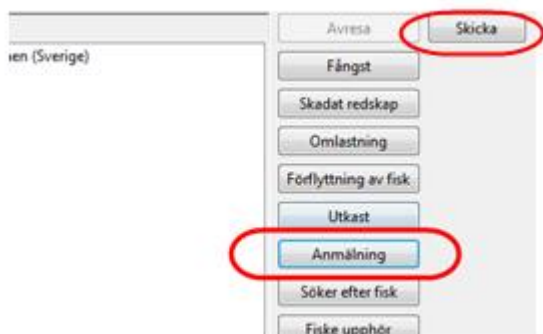 Avresa
Skicka
en (Sverige)
Fångst
Skadat redskap
Omlastning
Förflyttning av fisk
Utkast
Anmälning
Söker efter fisk
Fiske upphör